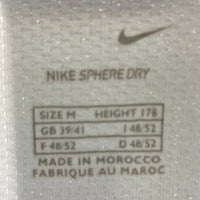 NIKE SPHERE DRY
SIZE M HEIGHT 178
GB 39/41 I 48/52
F 48/52 D 48/52
MADE IN MOROCCO
FABRIQUE AU MAROC